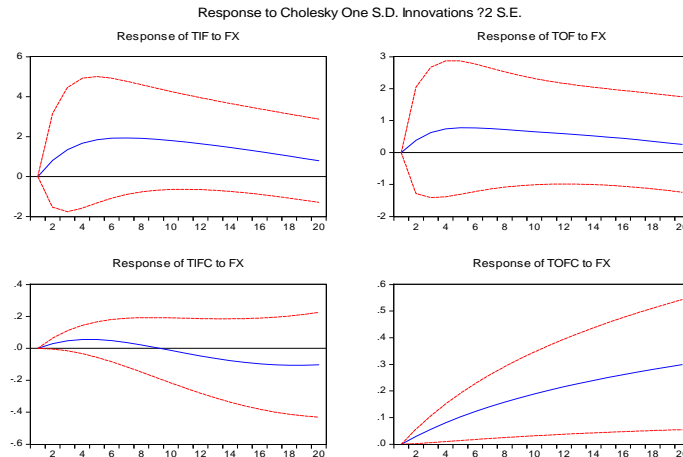 Response to Cholesky One S.D. Innovations ?2 S.E.
Response of TIF to FX
6
4
2
0
-2
2 4 6 8 10 12 14 16 18 20
Response of TOF to FX
3
2
1
0
-1
2
2 4 6 8 10 12 14 16 18 20
Response of TIFC to FX
.4
.2
.0
-.2
-.4
-.6
2 4 6 8 10 12 14 16 18 20
Response of TOFC to FX
.6
.5
.4
.3
.2
.1
.0
2 4 6 8 10 12 14 16 18 20